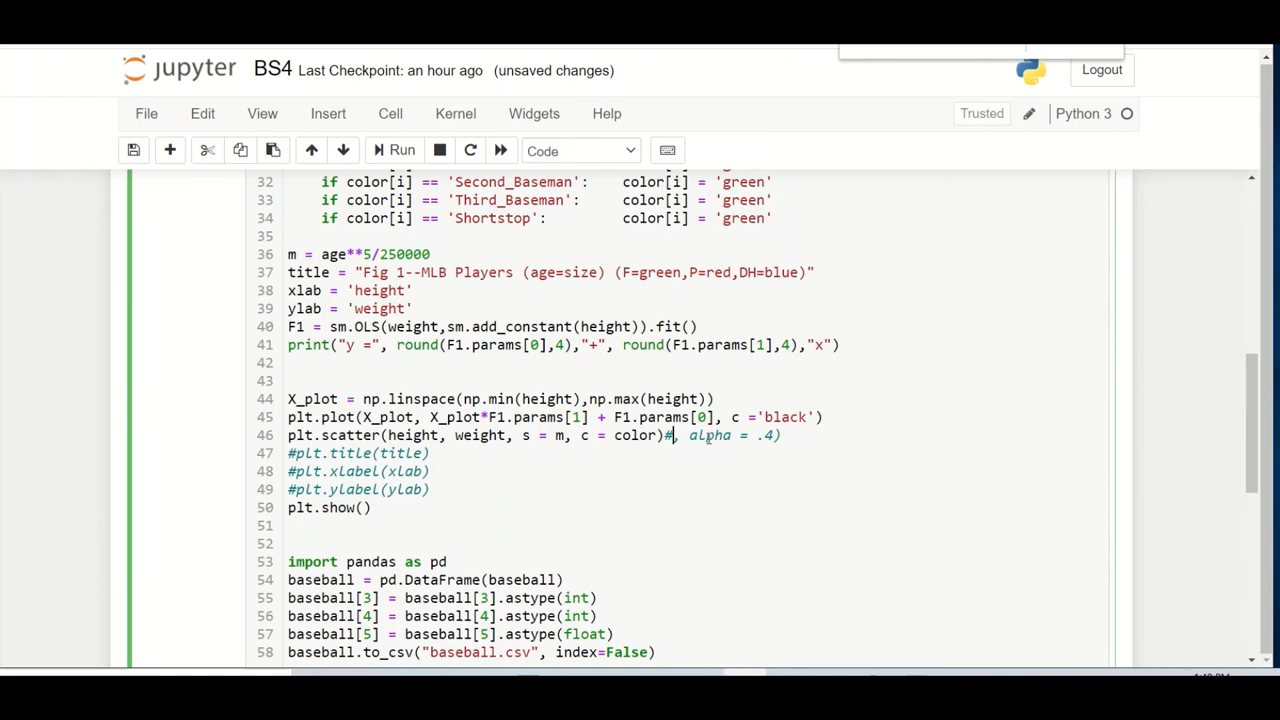 jupyter BS4 Last Checkpoint: an hour ago (unsaved changes) Logout
File Edit View Insert Cell Kernel Widgets Help Trusted Python 3
Run Code
32 if color[i] == 'Second_Baseman': color[i] = 'green'
33 if color[i] == 'Third_Baseman': color[i] = 'green'
34 if color[i] == 'Shortstop': color[i] = 'green'
35
36 m = age**5/250000
37 title = "Fig 1--MLB Players (age=size) (F=green,P=red,DH=blue)"
38 xlab = 'height'
39 ylab = 'weight'
40 F1 = sm.OLS(weight,sm.add_constant(height)).fit()
41 print("y =", round(F1.params[0],4),"+", round(F1.params[1],4),"x")
42
43
44 X_plot = np.linspace(np.min(height),np.max(height))
45 plt.plot(X_plot, X_plot*F1.params[1] + F1.params[0], c ='black')
46 plt.scatter(height, weight, s = m, c = color)#, alpha = .4)
47 #plt.title(title)
48 #plt.xlabel(xlab)
49 #plt.ylabel(ylab)
50 plt.show()
51
52
53 import pandas as pd
54 baseball = pd.DataFrame(baseball)
55 baseball[3] = baseball[3].astype(int)
56 baseball[4] = baseball[4].astype(int)
57 baseball[5] = baseball[5].astype(float)
58 baseball.to_csv("baseball.csv", index=False)